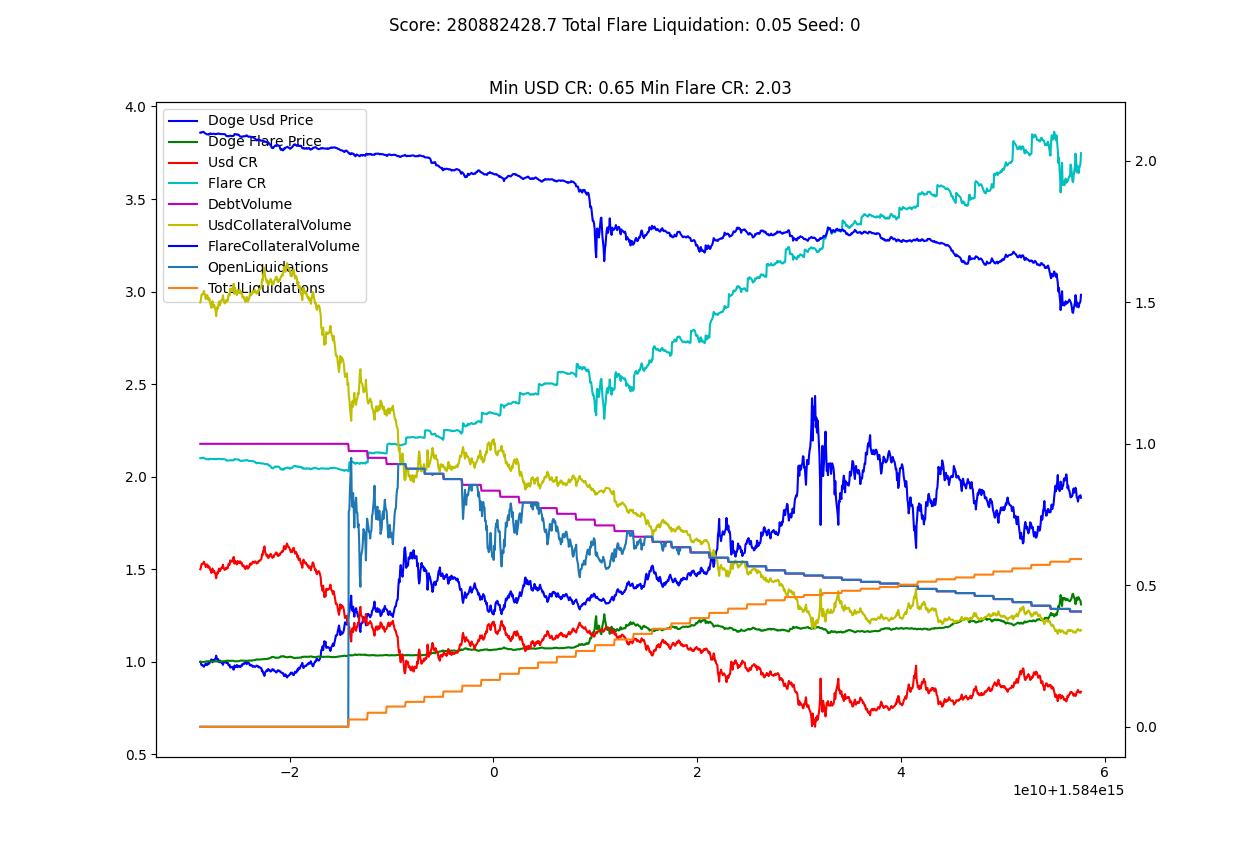 Score: 280882428.7 Total Flare Liquidation: 0.05 Seed: 0
Min USD CR: 0.65 Min Flare CR: 2.03
Doge Usd Price
Doge Flare Price
Usd CR
Flare CR
DebtVolume
UsdCollateralVolume
FlareCollateralVolume
OpenLiquidations
TotalLiquidations
4.0
3.5
3.0
2.5
2.0
1.5
1.0
0.5
2.0
1.5
1.0
0.5
0.0
−2 0 2 4 6
1e10+1.584e15